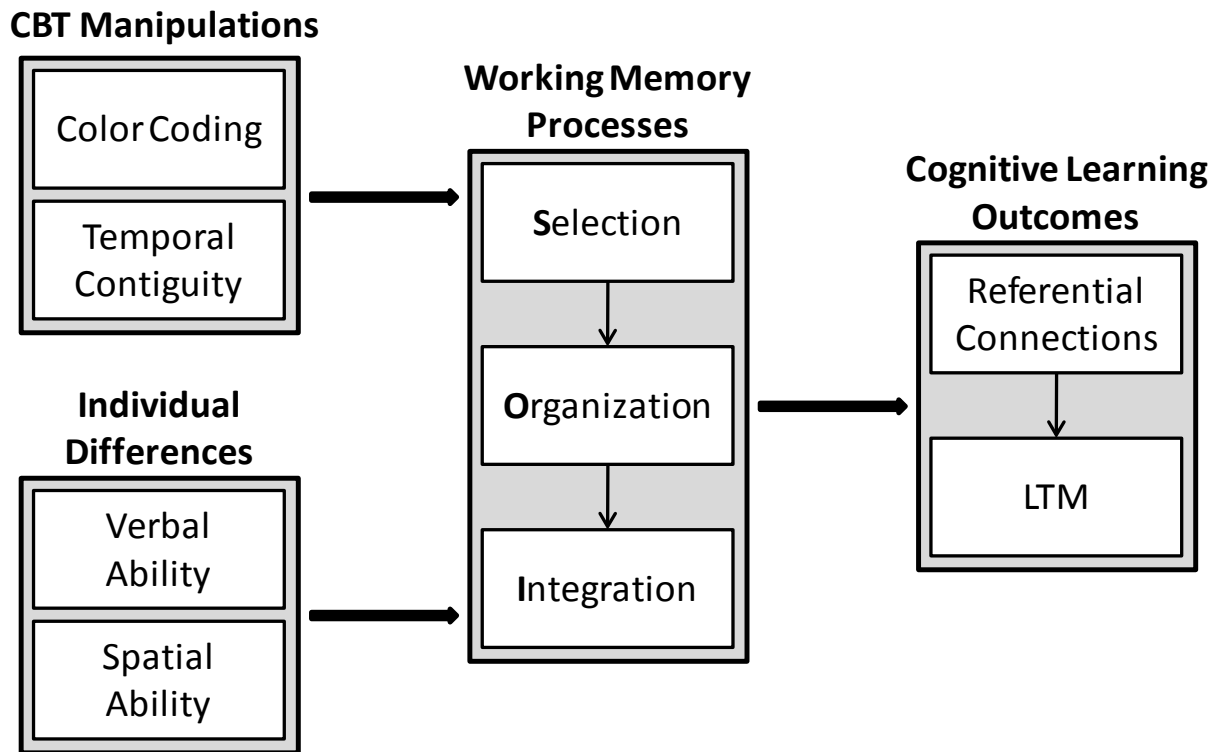 CBT Manipulations
Color Coding
Temporal
Contiguity
Individual
Differences
Verbal
Ability
Spatial
Ability
Working Memory
Processes
Selection
Organization
Integration
Cognitive Learning
Outcomes
Referential
Connections
LTM